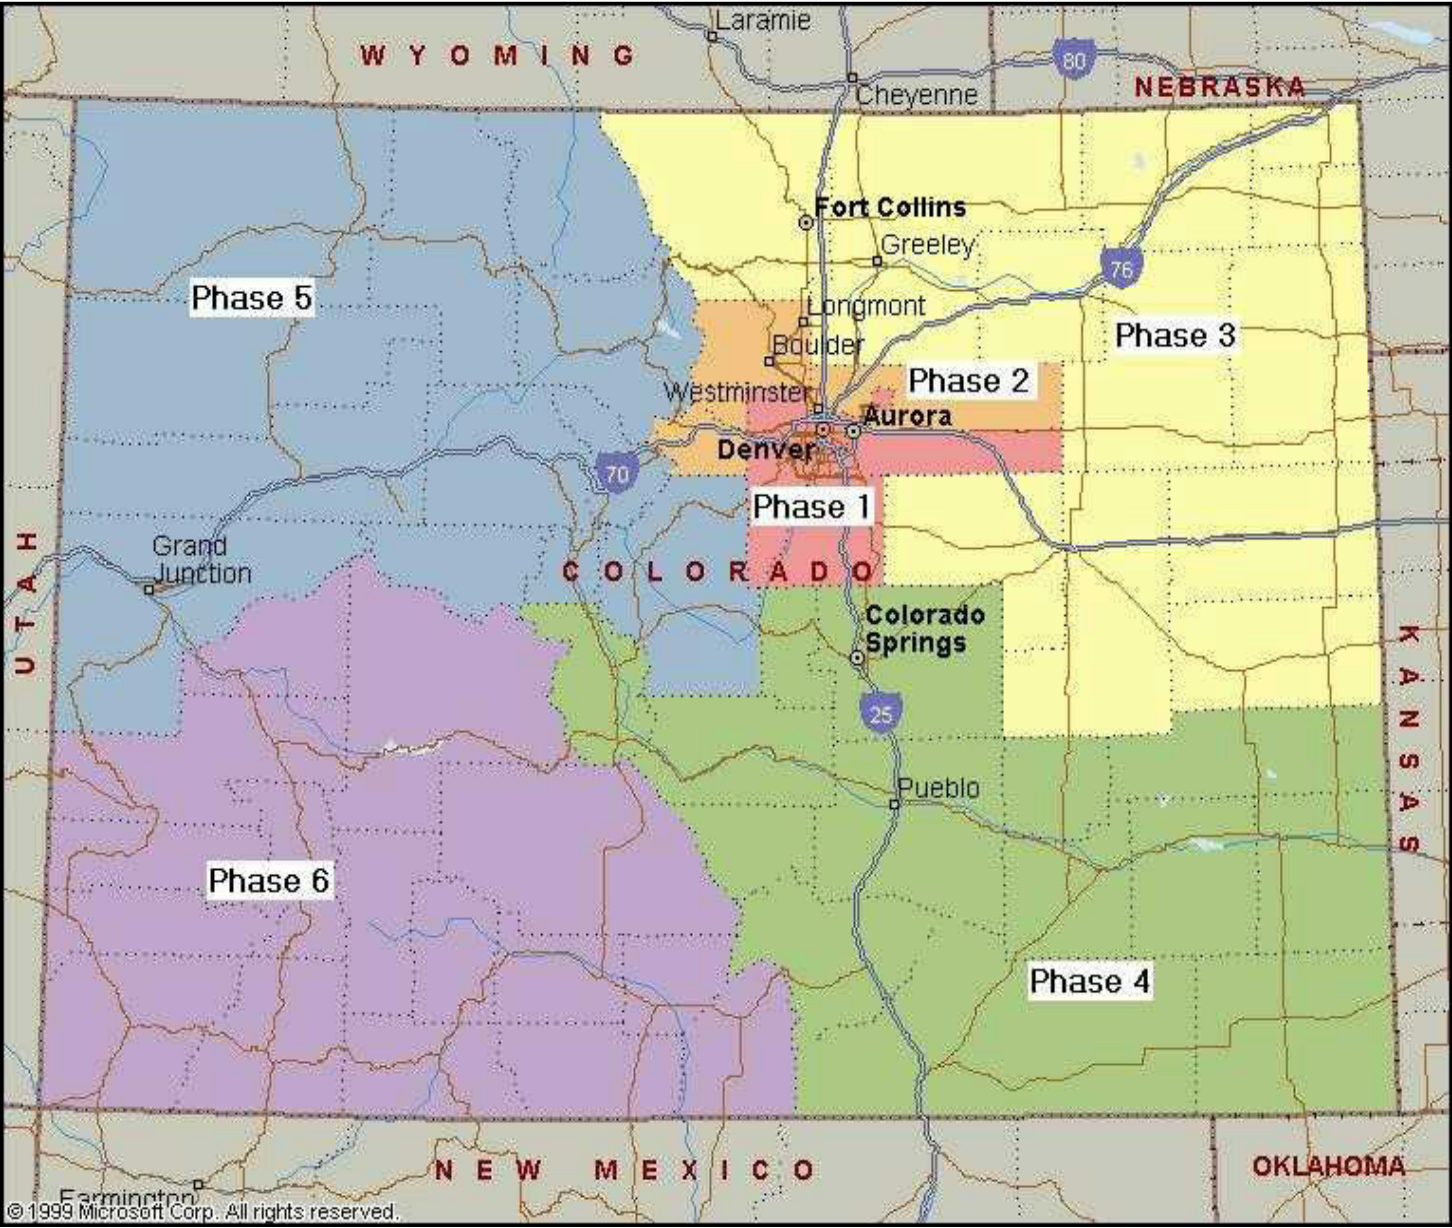 Laramie
WYOMING
80
NEBRASKA
Cheyenne
Fort Collins
Greeley
76
Phase 5
Longmont
Phase 3
Boulder
Phase 2
Westminster
Aurora
Denver
70
Phase 1
UTAH
Grand
Junction
COLORADO
Colorado
Springs
KANSAS
25
Pueblo
Phase 6
Phase 4
NEW MEXICO
OKLAHOMA
Farmington
© 1999 Microsoft Corp. All rights reserved.